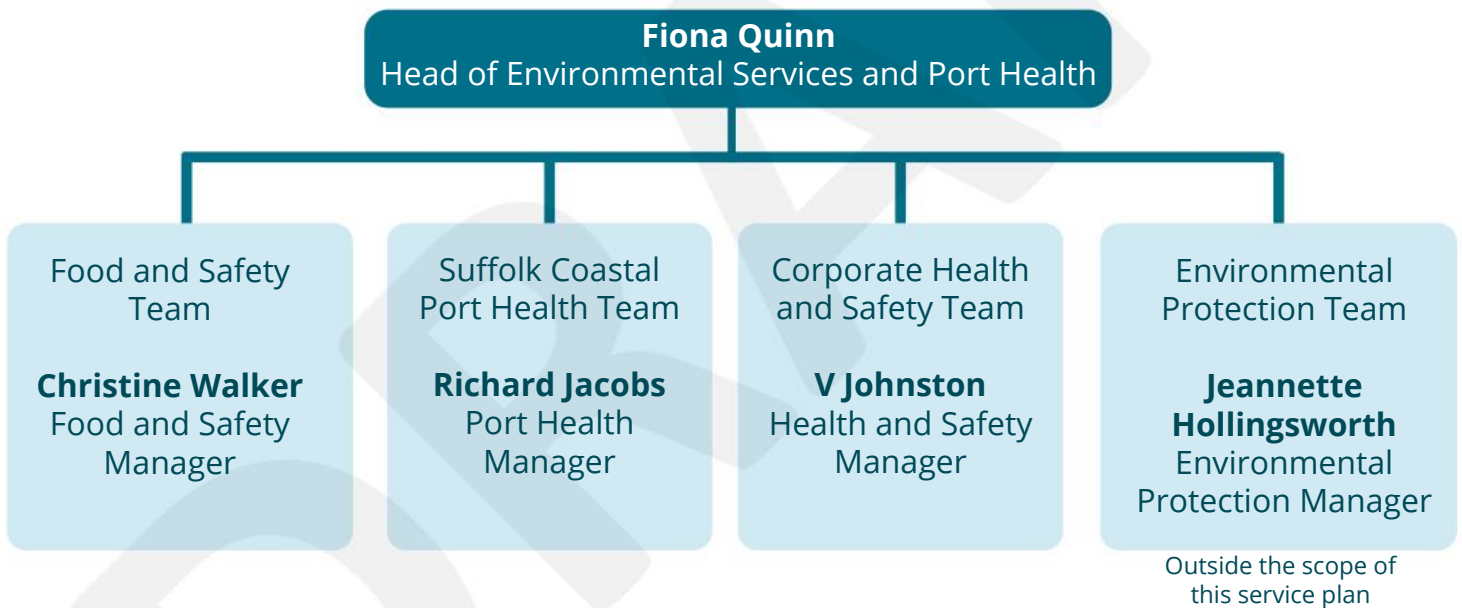 Fiona Quinn
Head of Environmental Services and Port Health
Food and Safety
Team
Christine Walker
Food and Safety
Manager
Suffolk Coastal
Port Health Team
Richard Jacobs
Port Health
Manager
Corporate Health
and Safety Team
V Johnston
Health and Safety
Manager
Environmental
Protection Team
Jeannette
Hollingsworth
Environmental
Protection Manager
Outside the scope of
this service plan